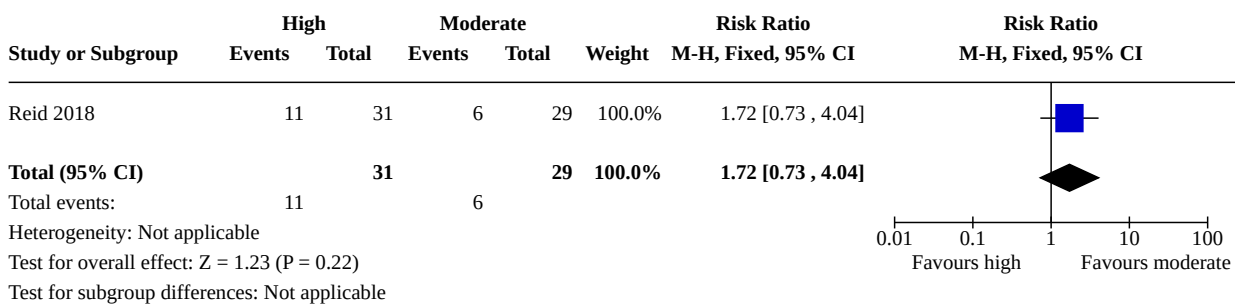 High Moderate Risk Ratio Risk Ratio
Study or Subgroup Events Total Events Total Weight M-H, Fixed, 95% CI M-H, Fixed, 95% CI
Reid 2018 11 31 6 29 100.0% 1.72 [0.73 , 4.04]
Total (95% CI) 31 29 100.0% 1.72 [0.73 , 4.04]
Total events: 11 6
Heterogeneity: Not applicable
0.01 0.1 1 10 100
Test for overall effect: Z = 1.23 (P = 0.22)
Favours high Favours moderate
Test for subgroup differences: Not applicable